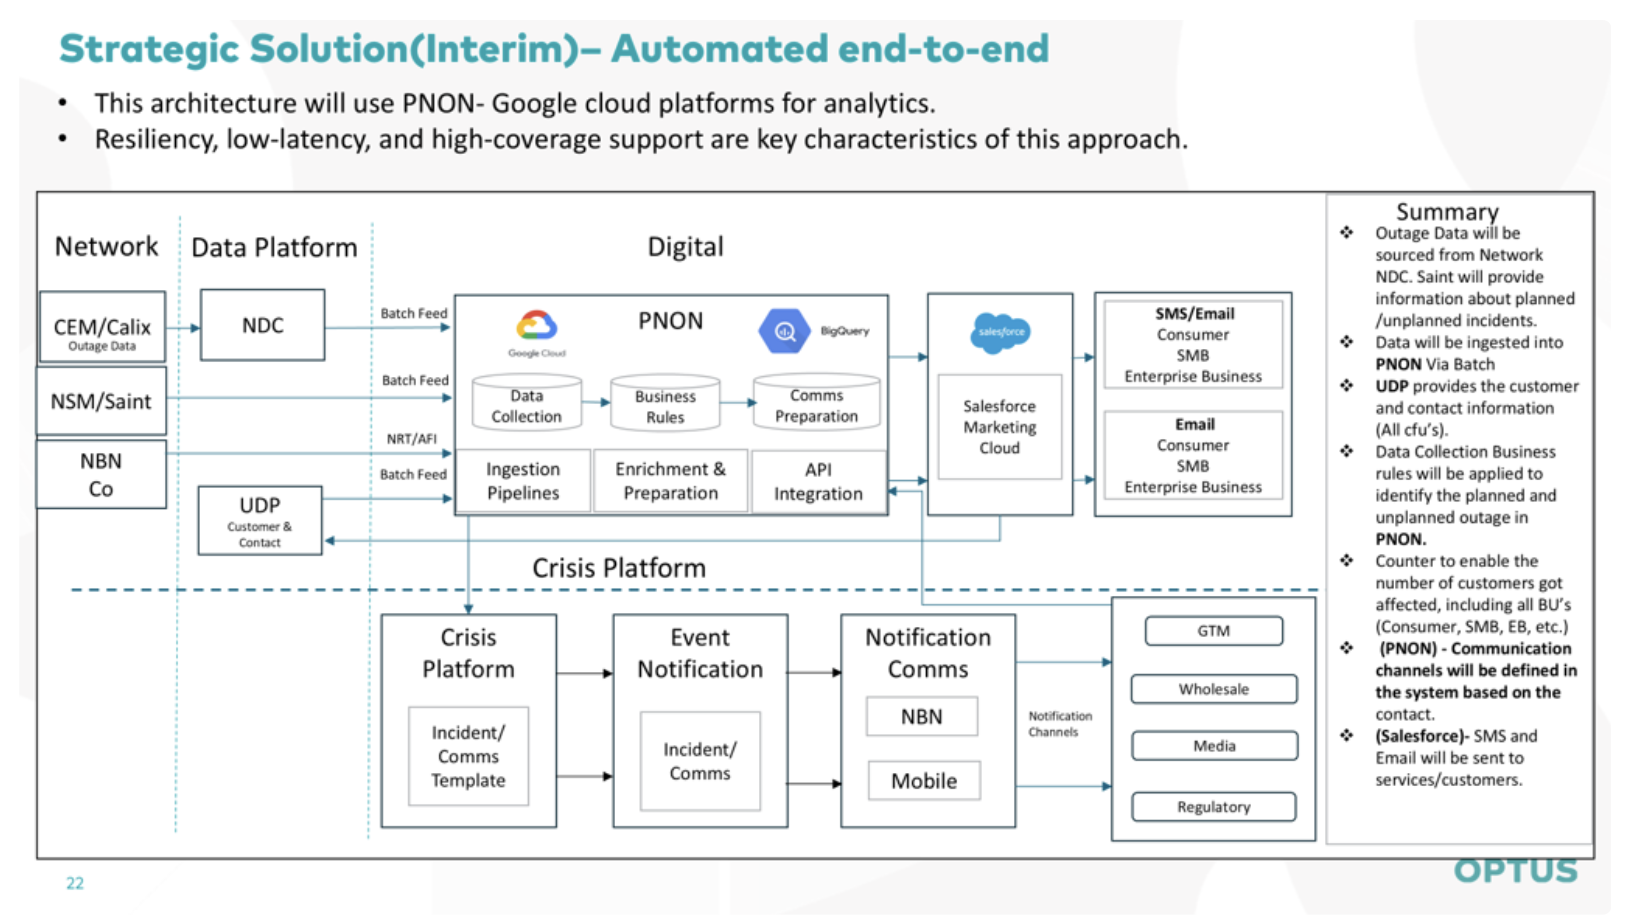 Strategic Solution(Interim)– Automated end-to-end
• This architecture will use PNON- Google cloud platforms for analytics.
• Resiliency, low-latency, and high-coverage support are key characteristics of this approach.
Network
Data Platform
Digital
CEM/Calix
Outage Data
NSM/Saint
NBN
Co
NDC
UDP
Customer &
Contact
Batch Feed
Batch Feed
NRT/AFI
Batch Feed
Google Cloud
PNON
BigQuery
Data
Collection
Business
Rules
Comms
Preparation
Ingestion
Pipelines
Enrichment &
Preparation
API
Integration
salesforce
Salesforce
Marketing
Cloud
SMS/Email
Consumer
SMB
Enterprise Business
Email
Consumer
SMB
Enterprise Business
Crisis Platform
Crisis
Platform
Incident/
Comms
Template
Event
Notification
Incident/
Comms
Notification
Comms
NBN
Mobile
Notification
Channels
GTM
Wholesale
Media
Regulatory
Summary
❖ Outage Data will be
sourced from Network
NDC. Saint will provide
information about planned
/unplanned incidents.
❖ Data will be ingested into
PNON Via Batch
❖ UDP provides the customer
and contact information
(All cfu's).
❖ Data Collection Business
rules will be applied to
identify the planned and
unplanned outage in
PNON.
❖ Counter to enable the
number of customers got
affected, including all BU's
(Consumer, SMB, EB, etc.)
❖ (PNON) - Communication
channels will be defined in
the system based on the
contact.
❖ (Salesforce)- SMS and
Email will be sent to
services/customers.
22
OPTUS